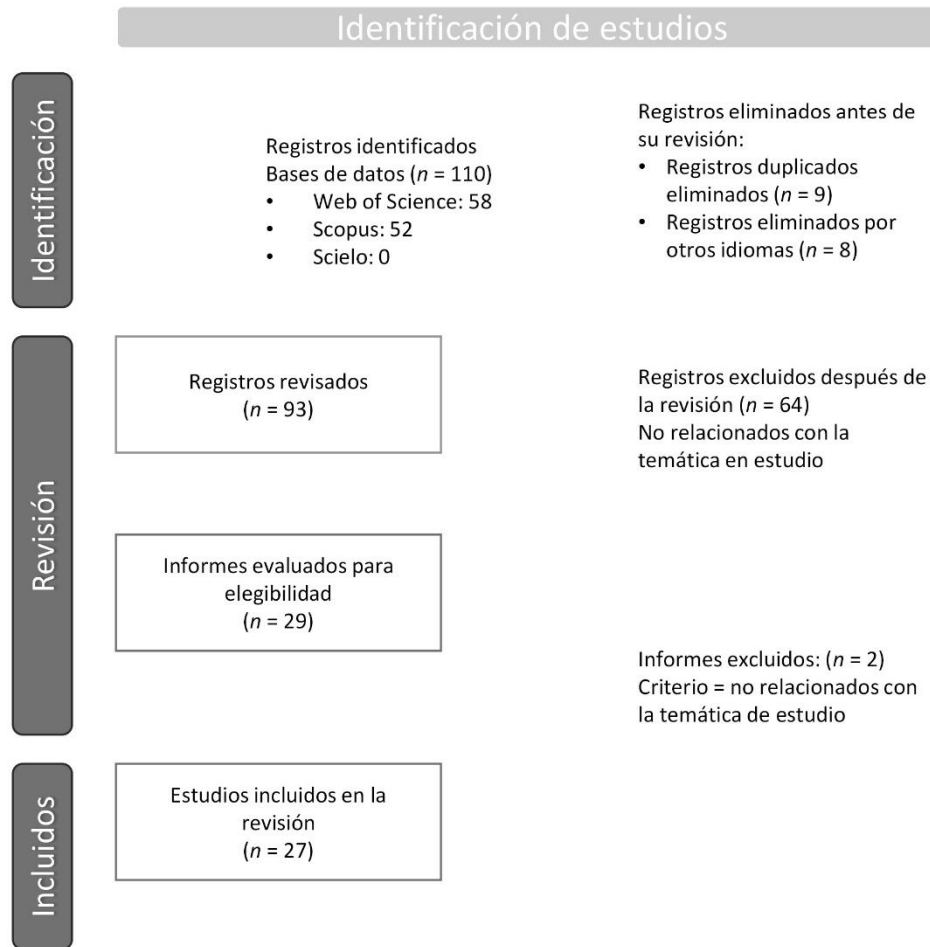 Identificación de estudios
Identificación
Registros identificados
Bases de datos (n = 110)
• Web of Science: 58
• Scopus: 52
• Scielo: 0
Registros eliminados antes de
su revisión:
• Registros duplicados
eliminados (n = 9)
• Registros eliminados por
otros idiomas (n = 8)
Revisión
Registros revisados
(n = 93)
Registros excluidos después de
la revisión (n = 64)
No relacionados con la
temática en estudio
Informes evaluados para
elegibilidad
(n = 29)
Informes excluidos: (n = 2)
Criterio = no relacionados con
la temática de estudio
Incluidos
Estudios incluidos en la
revisión
(n = 27)